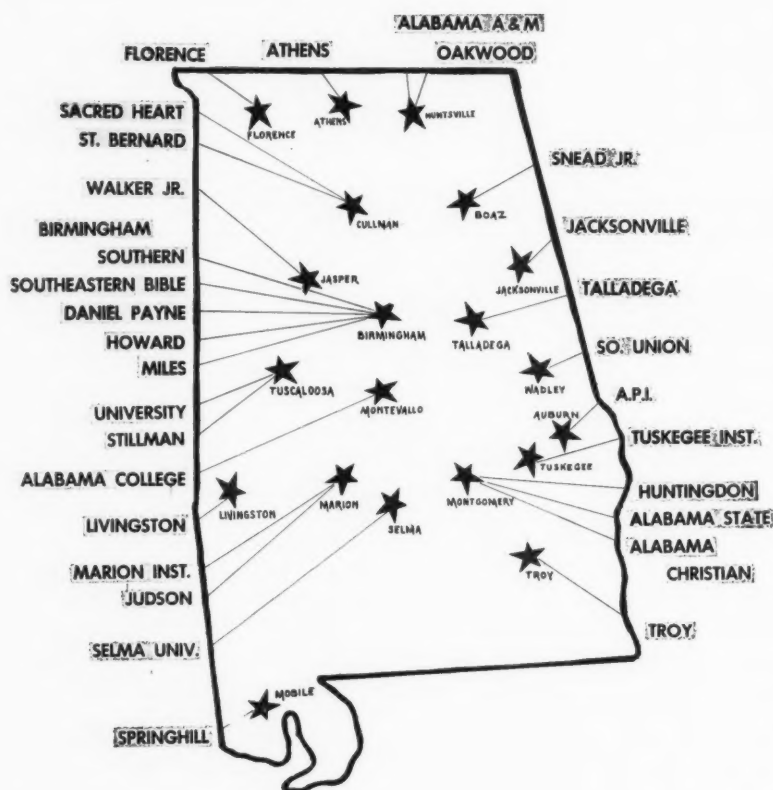 ALABAMA A & M
FLORENCE
ATHENS
OAKWOOD
SACRED HEART
ST. BERNARD
WALKER JR.
BIRMINGHAM
SOUTHERN
SOUTHEASTERN BIBLE
DANIEL PAYNE
HOWARD
MILES
UNIVERSITY
STILLMAN
ALABAMA COLLEGE
LIVINGSTON
MARION INST.
JUDSON
SELMA UNIV.
SPRINGHILL
FLORENCE
ATHENS
HUNTSVILLE
CULLMAN
BOAZ
JASPER
JACKSONVILLE
BIRMINGHAM
TALLADEGA
TUSCALOOSA
MONTEVALLO
WADLEY
AUBURN
TUSKEGEE
LIVINGSTON
MARION
SELMA
MONTGOMERY
TROY
MOBILE
SNEAD JR.
JACKSONVILLE
TALLADEGA
SO. UNION
A.P.I.
TUSKEGEE INST.
HUNTINGDON
ALABAMA STATE
ALABAMA
CHRISTIAN
TROY